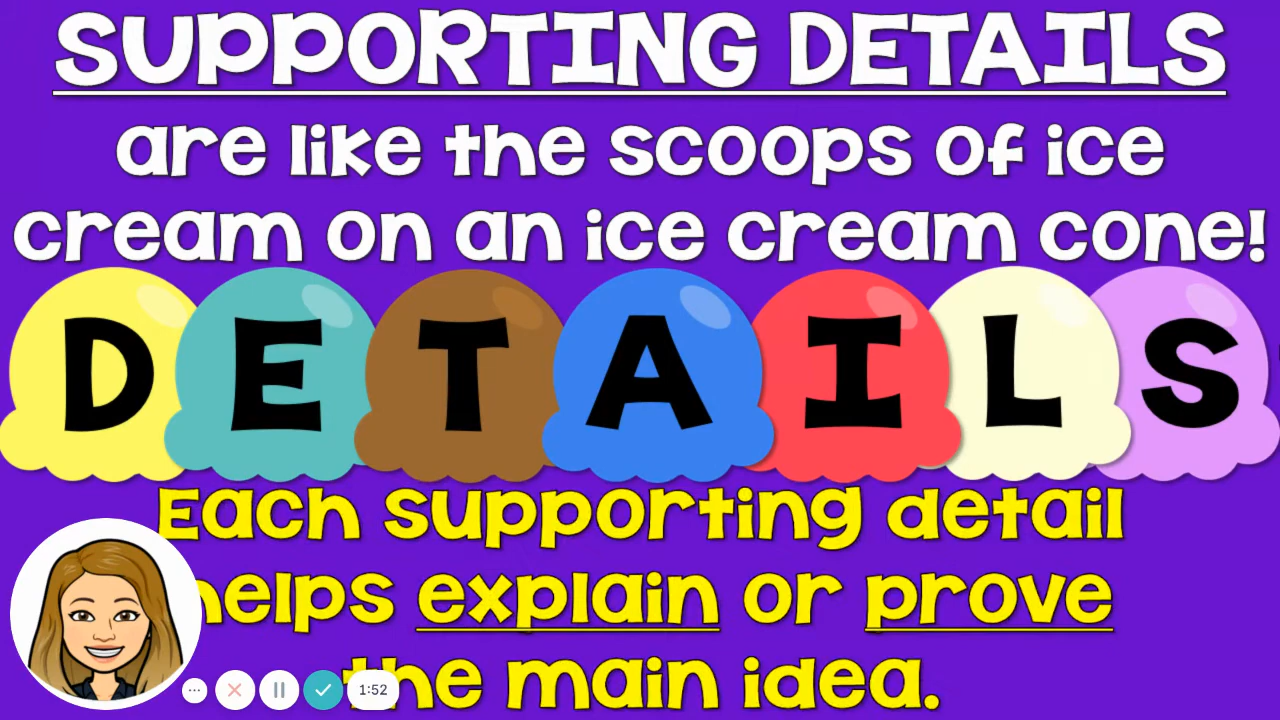 SUPPORTING DETAILS
are like the scoops of ice
cream on an ice cream cone!
DETAILS
Each supporting detail
helps explain or prove
the main idea.
1:52